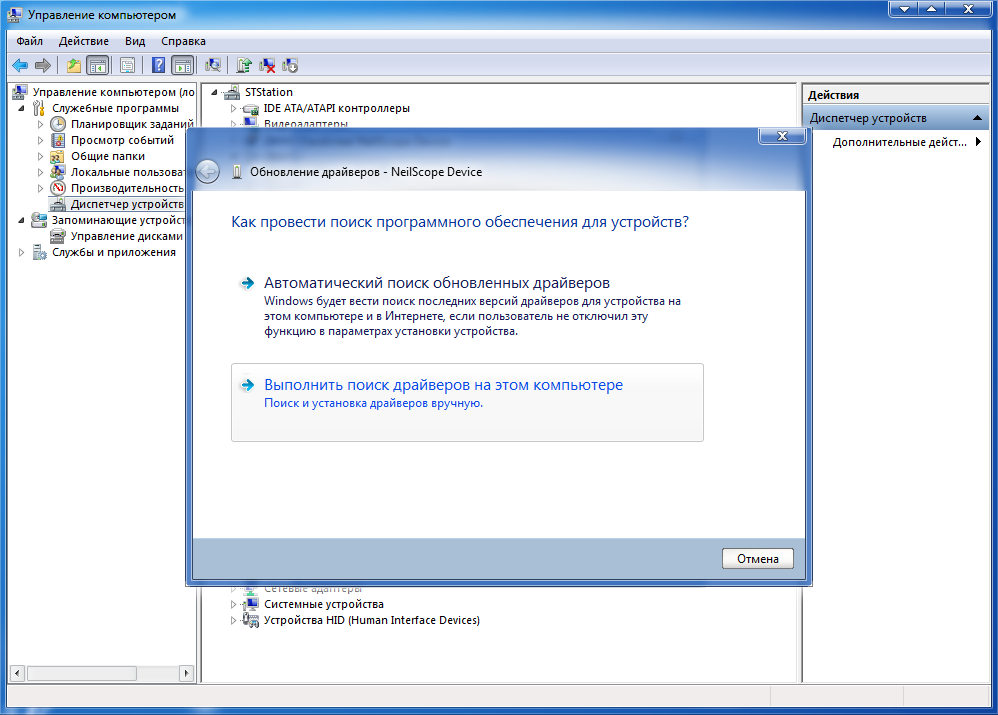 Управление компьютером
Файл Действие Вид Справка
Управление компьютером (ло
Служебные программы
Планировщик заданий
Просмотр событий
Общие папки
Локальные пользоват
Производительность
Диспетчер устройств
Запоминающие устройст
Управление дисками
Службы и приложения
STStation
IDE ATA/ATAPI контроллеры
Видеоадаптеры
Обновление драйверов - NeilScope Device
Как провести поиск программного обеспечения для устройств?
Автоматический поиск обновленных драйверов
Windows будет вести поиск последних версий драйверов для устройства на
этом компьютере и в Интернете, если пользователь не отключил эту
функцию в параметрах установки устройства.
Выполнить поиск драйверов на этом компьютере
Поиск и установка драйверов вручную.
Отмена
Сетевые адаптеры
Системные устройства
Устройства HID (Human Interface Devices)
Действия
Диспетчер устройств
Дополнительные дейст...